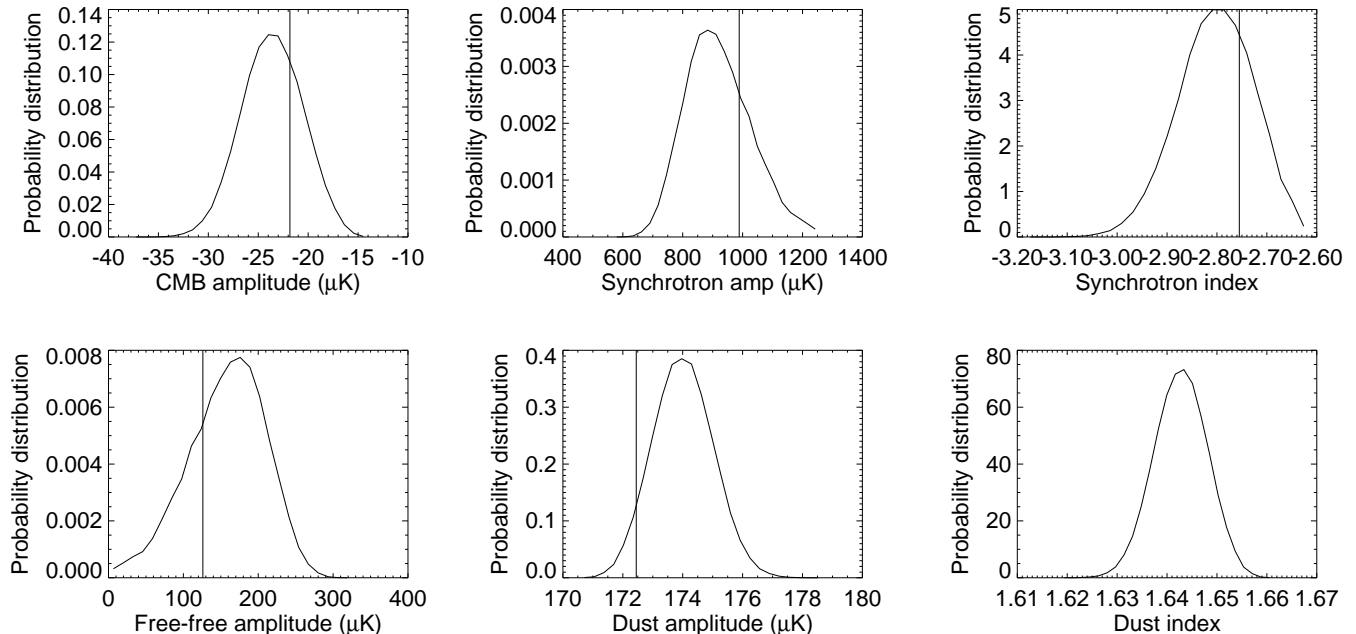 Probability distribution
0.14
0.12
0.10
0.08
0.06
0.04
0.02
0.00
-40 -35 -30 -25 -20 -15 -10
CMB amplitude (μK)
Probability distribution
0.004
0.003
0.002
0.001
0.000
400 600 800 1000 1200 1400
Synchrotron amp (μK)
Probability distribution
5
4
3
2
1
0
-3.20 -3.10 -3.00 -2.90 -2.80 -2.70 -2.60
Synchrotron index
Probability distribution
0.008
0.006
0.004
0.002
0.000
0 100 200 300 400
Free-free amplitude (μK)
Probability distribution
0.4
0.3
0.2
0.1
0.0
170 172 174 176 178 180
Dust amplitude (μK)
Probability distribution
80
60
40
20
0
1.61 1.62 1.63 1.64 1.65 1.66 1.67
Dust index